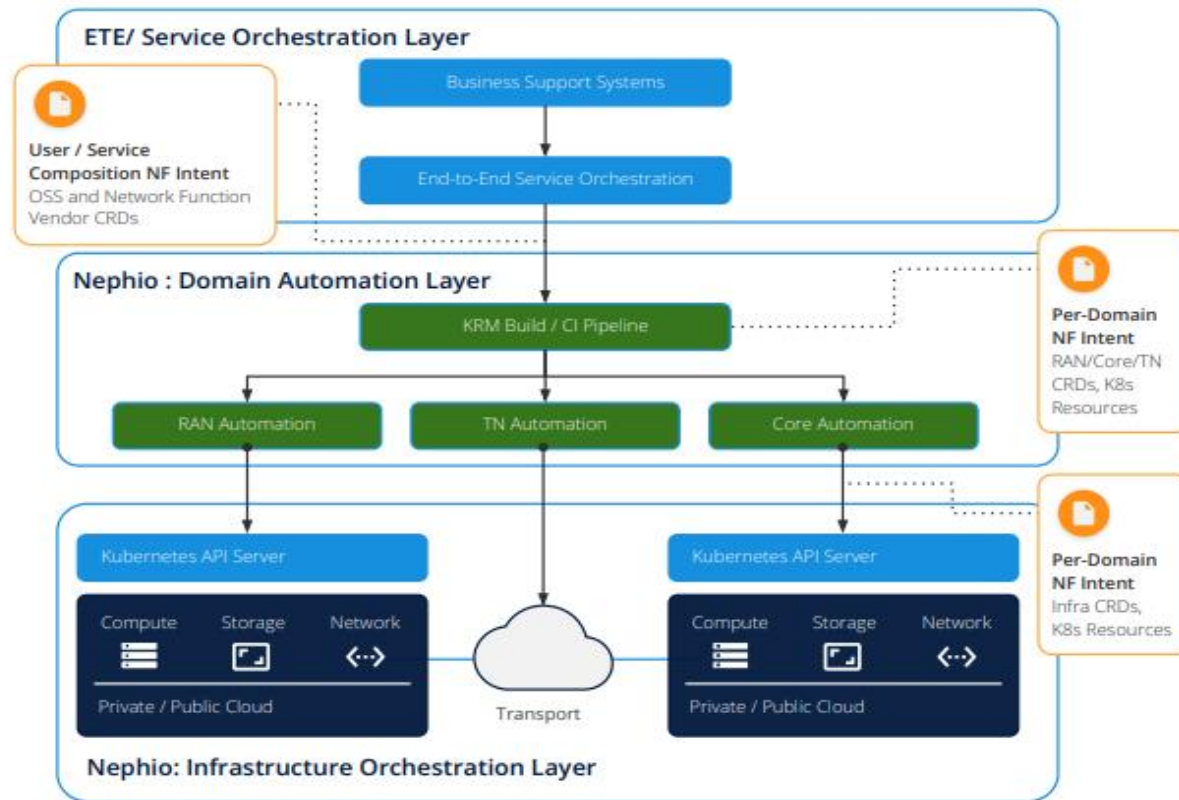 ETE/ Service Orchestration Layer
Business Support Systems
User / Service
Composition NF Intent
OSS and Network Function
Vendor CRDs
End-to-End Service Orchestration
Nephio : Domain Automation Layer
KRM Build / CI Pipeline
Per-Domain
NF Intent
RAN/Core/TN
CRDs, K8s
Resources
RAN Automation
TN Automation
Core Automation
Kubernetes API Server
Compute
Storage
Network
Private / Public Cloud
Transport
Kubernetes API Server
Compute
Storage
Network
Private / Public Cloud
Per-Domain
NF Intent
Infra CRDs,
K8s Resources
Nephio: Infrastructure Orchestration Layer